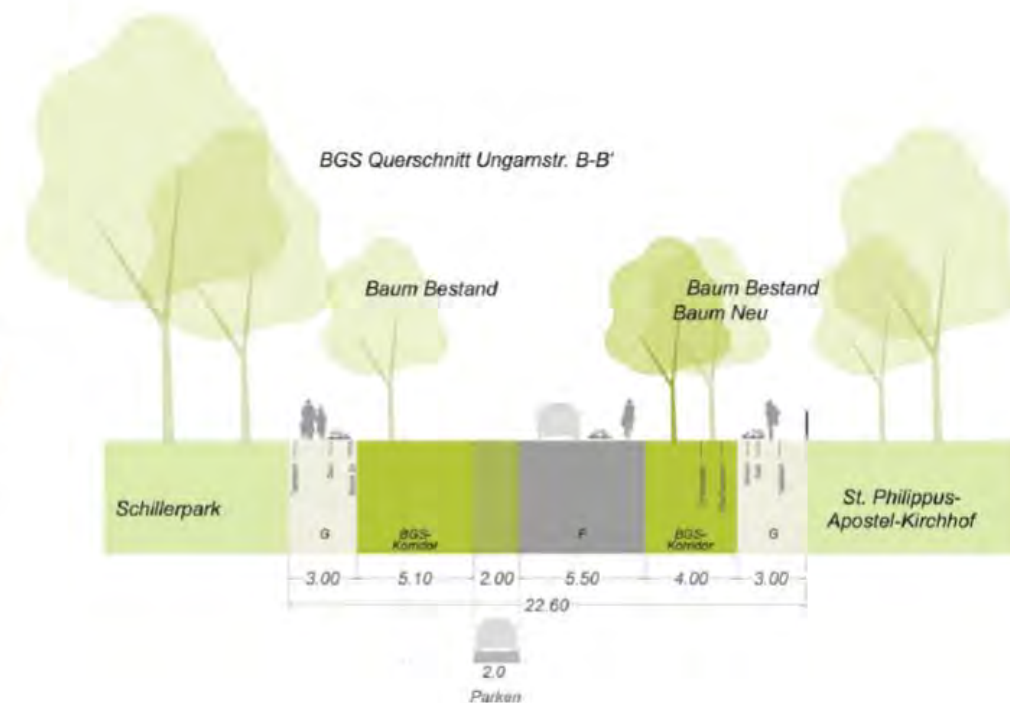 BGS Querschnitt Ungarnstr. B-B'
Baum Bestand
Baum Bestand
Baum Neu
Schillerpark
St. Philippus-
Apostel-Kirchhof
G
BGS-
Korridor
F
BGS-
Korridor
G
3.00
5.10
2.00
5.50
4.00
3.00
22.60
2.0
Parken